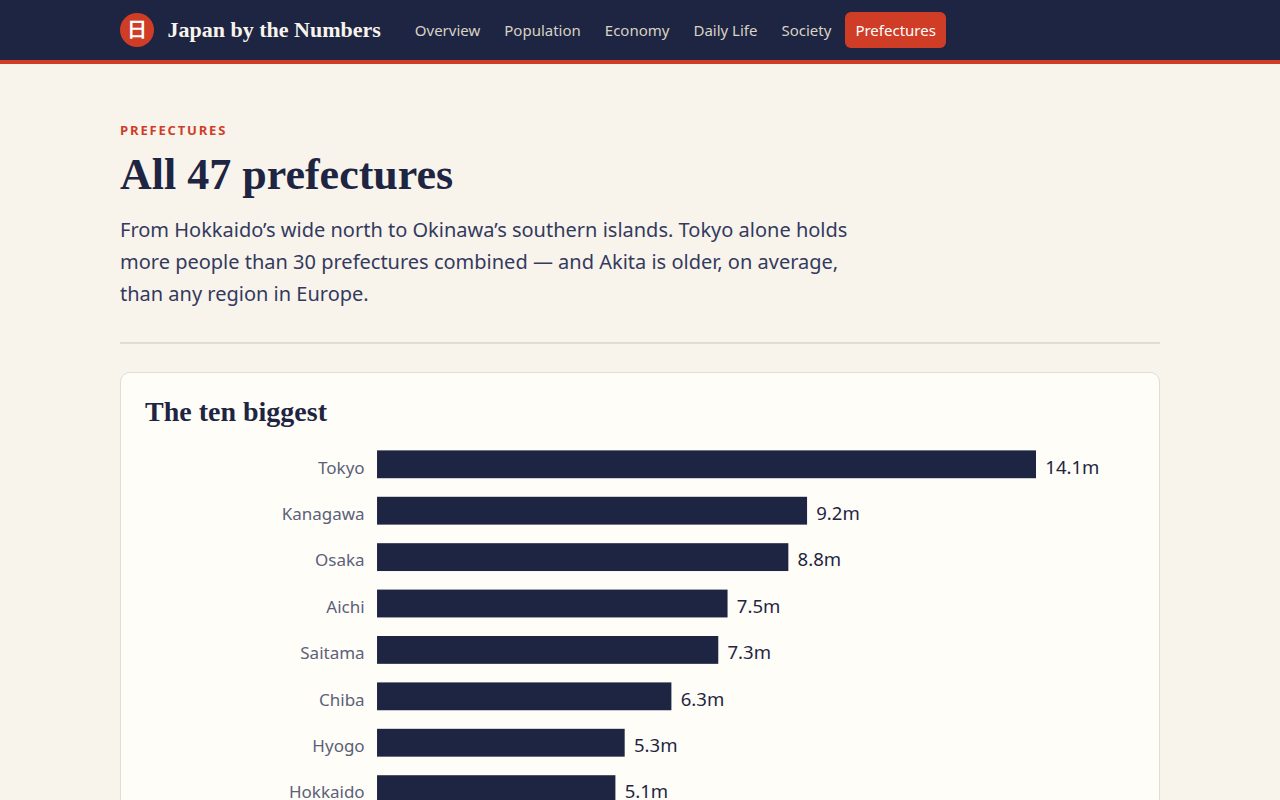 日 Japan by the Numbers Overview Population Economy Daily Life Society Prefectures
PREFECTURES
All 47 prefectures
From Hokkaido’s wide north to Okinawa’s southern islands. Tokyo alone holds
more people than 30 prefectures combined — and Akita is older, on average,
than any region in Europe.
The ten biggest
Tokyo 14.1m
Kanagawa 9.2m
Osaka 8.8m
Aichi 7.5m
Saitama 7.3m
Chiba 6.3m
Hyogo 5.3m
Hokkaido 5.1m